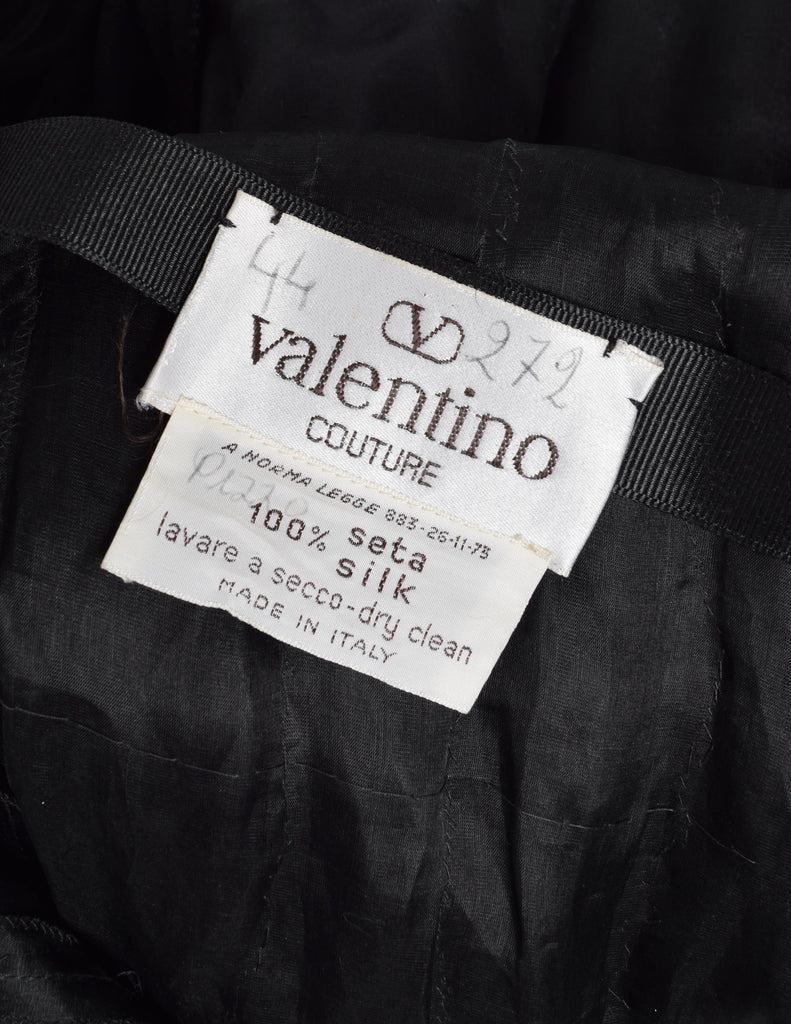 44
V 272
valentino
COUTURE
A NORMA LEGGE 883-26-11-73
100% seta
silk
lavare a secco-dry clean
MADE IN ITALY